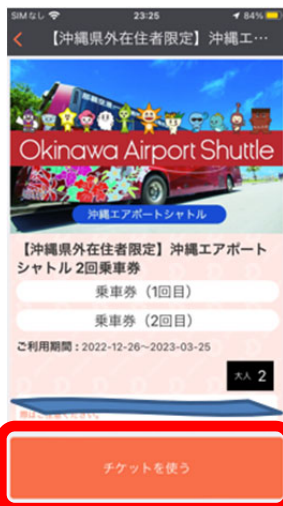 SIMなし 23:25 84%
【沖縄県外在住者限定】沖縄エ…
Okinawa Airport Shuttle
沖縄エアポートシャトル
【沖縄県外在住者限定】沖縄エアポート
シャトル 2回乗車券
乗車券（1回目）
乗車券（2回目）
ご利用期間：2022-12-26～2023-03-25
大人 2
チケットを使う